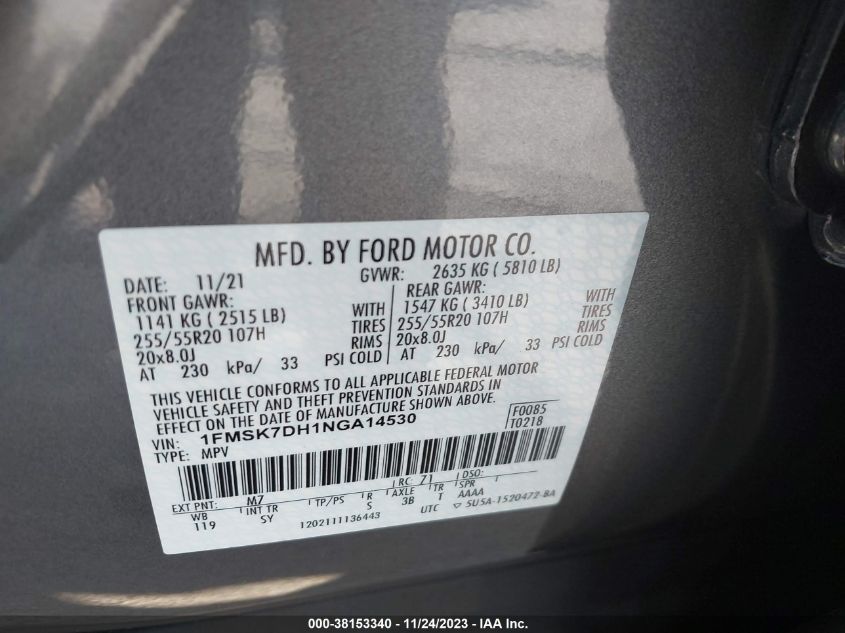 MFD. BY FORD MOTOR CO.
DATE: 11/21 GVWR: 2635 KG ( 5810 LB)
FRONT GAWR: REAR GAWR:
1141 KG ( 2515 LB) WITH 1547 KG ( 3410 LB) WITH
255/55R20 107H TIRES 255/55R20 107H TIRES
20x8.0J RIMS 20x8.0J RIMS
AT 230 kPa/ 33 PSI COLD AT 230 kPa/ 33 PSI COLD
THIS VEHICLE CONFORMS TO ALL APPLICABLE FEDERAL MOTOR
VEHICLE SAFETY AND THEFT PREVENTION STANDARDS IN
EFFECT ON THE DATE OF MANUFACTURE SHOWN ABOVE.
VIN: 1FMSK7DH1NGA14530 F0085
TYPE: MPV T0218
EXT PNT: M7 RC: Z1 DSO:
WB INT TR TP/PS R AXLE TR SPR
119 SY S 3B T AAAA
1202111136443 UTC ▽ 5U5A-1520472-BA
000-38153340 - 11/24/2023 - IAA Inc.